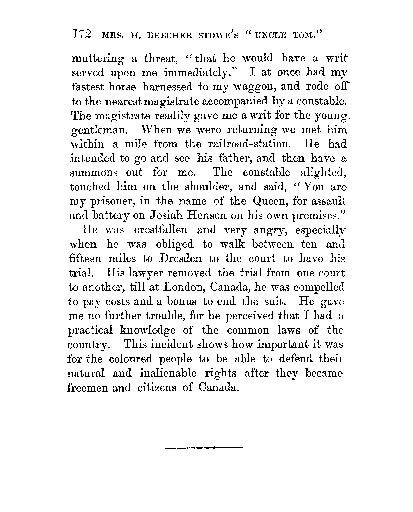 172 MRS. H. BEECHER STOWE'S "UNCLE TOM."
muttering a threat, "that he would have a writ
served upon me immediately." I at once had my
fastest horse harnessed to my waggon, and rode off
to the nearest magistrate accompanied by a constable.
The magistrate readily gave me a writ for the young
gentleman. When we were returning we met him
within a mile from the railroad-station. He had
intended to go and see his father, and then have a
summons out for me. The constable alighted,
touched him on the shoulder, and said, "You are
my prisoner, in the name of the Queen, for assault
and battery on Josiah Henson on his own premises."
He was crestfallen and very angry, especially
when he was obliged to walk between ten and
fifteen miles to Dresden to the court to have his
trial. His lawyer removed the trial from one court
to another, till at London, Canada, he was compelled
to pay costs and a bonus to end the suit. He gave
me no further trouble, for he perceived that I had a
practical knowledge of the common laws of the
country. This incident shows how important it was
for the coloured people to be able to defend their
natural and inalienable rights after they became
freemen and citizens of Canada.